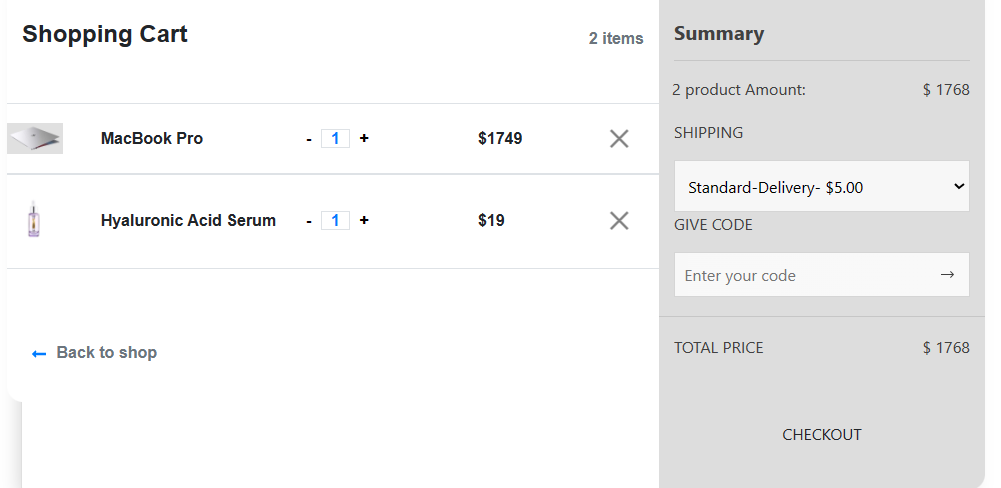 Shopping Cart
2 items
MacBook Pro
- 1 +
$1749
Hyaluronic Acid Serum
- 1 +
$19
← Back to shop
Summary
2 product Amount: $ 1768
SHIPPING
Standard-Delivery- $5.00
GIVE CODE
Enter your code →
TOTAL PRICE $ 1768
CHECKOUT